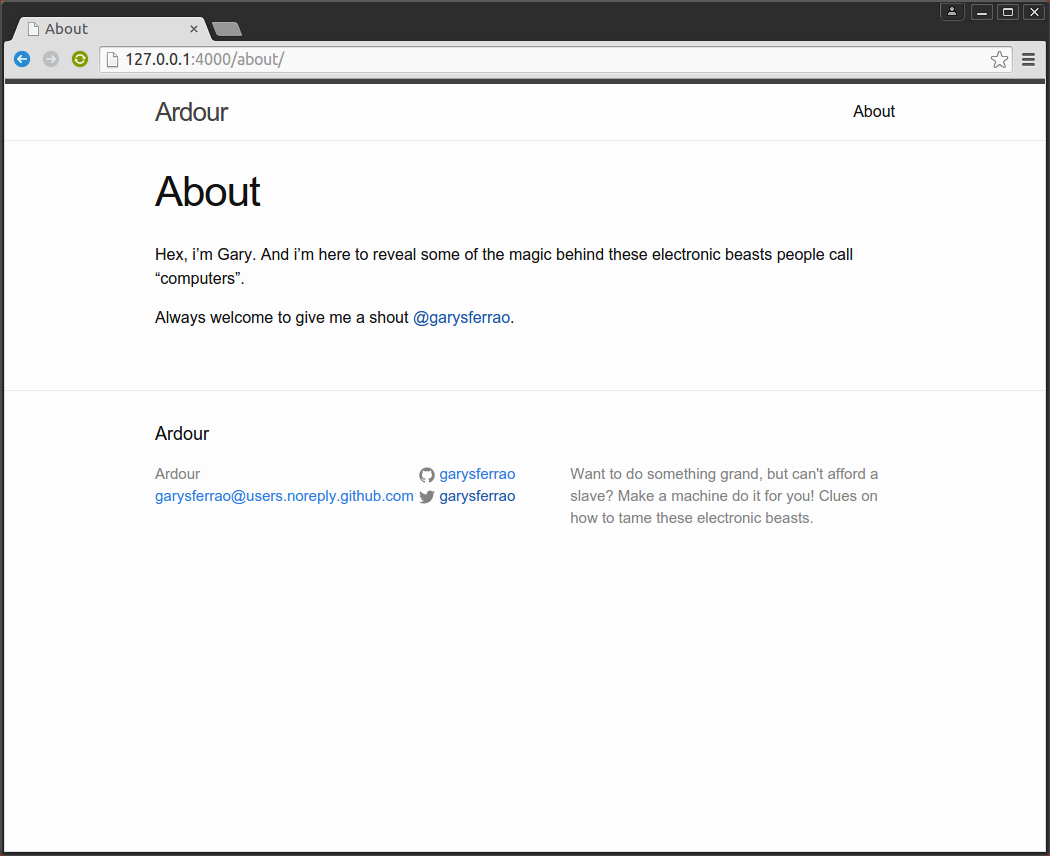 About
127.0.0.1:4000/about/
Ardour
About
About
Hex, i’m Gary. And i’m here to reveal some of the magic behind these electronic beasts people call
“computers”.
Always welcome to give me a shout @garysferrao.
Ardour
Ardour
garysferrao@users.noreply.github.com
garysferrao
garysferrao
Want to do something grand, but can't afford a
slave? Make a machine do it for you! Clues on
how to tame these electronic beasts.